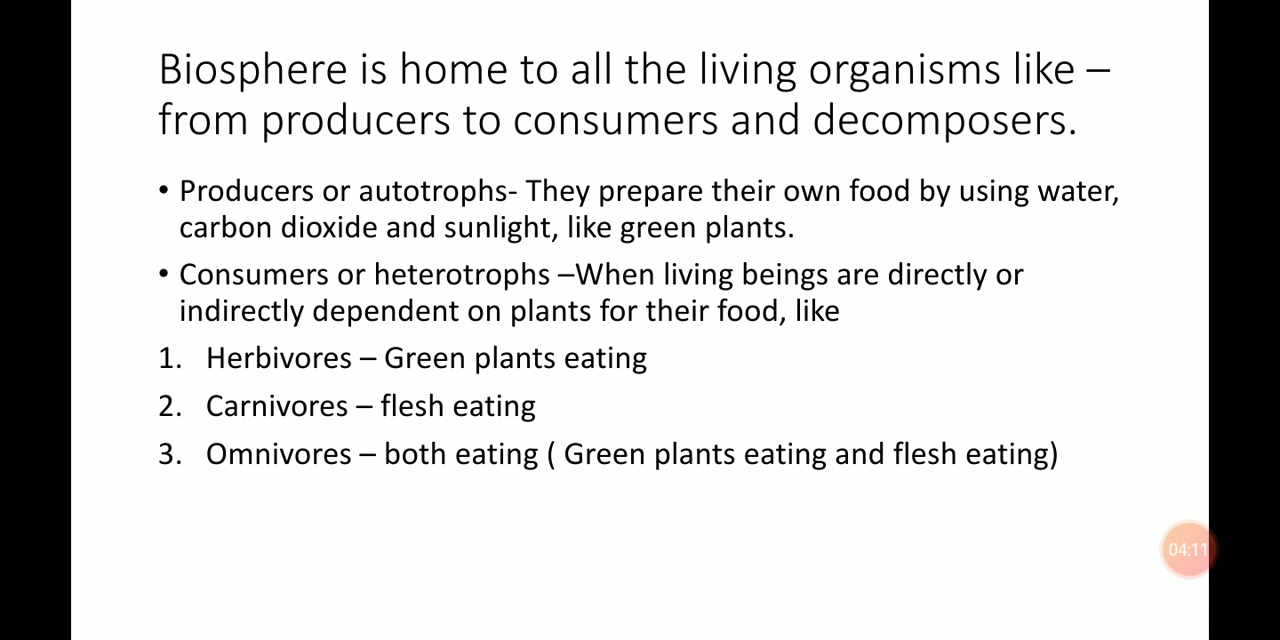 Biosphere is home to all the living organisms like –
from producers to consumers and decomposers.
• Producers or autotrophs- They prepare their own food by using water,
carbon dioxide and sunlight, like green plants.
• Consumers or heterotrophs –When living beings are directly or
indirectly dependent on plants for their food, like
1. Herbivores – Green plants eating
2. Carnivores – flesh eating
3. Omnivores – both eating ( Green plants eating and flesh eating)
04:11